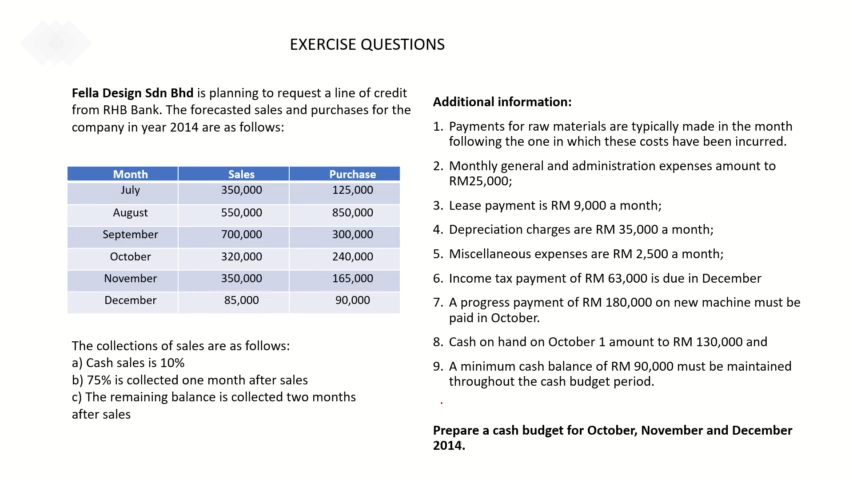 EXERCISE QUESTIONS
Fella Design Sdn Bhd is planning to request a line of credit
from RHB Bank. The forecasted sales and purchases for the
company in year 2014 are as follows:
Month Sales Purchase
July 350,000 125,000
August 550,000 850,000
September 700,000 300,000
October 320,000 240,000
November 350,000 165,000
December 85,000 90,000
The collections of sales are as follows:
a) Cash sales is 10%
b) 75% is collected one month after sales
c) The remaining balance is collected two months
after sales
Additional information:
1. Payments for raw materials are typically made in the month
following the one in which these costs have been incurred.
2. Monthly general and administration expenses amount to
RM25,000;
3. Lease payment is RM 9,000 a month;
4. Depreciation charges are RM 35,000 a month;
5. Miscellaneous expenses are RM 2,500 a month;
6. Income tax payment of RM 63,000 is due in December
7. A progress payment of RM 180,000 on new machine must be
paid in October.
8. Cash on hand on October 1 amount to RM 130,000 and
9. A minimum cash balance of RM 90,000 must be maintained
throughout the cash budget period.
.
Prepare a cash budget for October, November and December
2014.